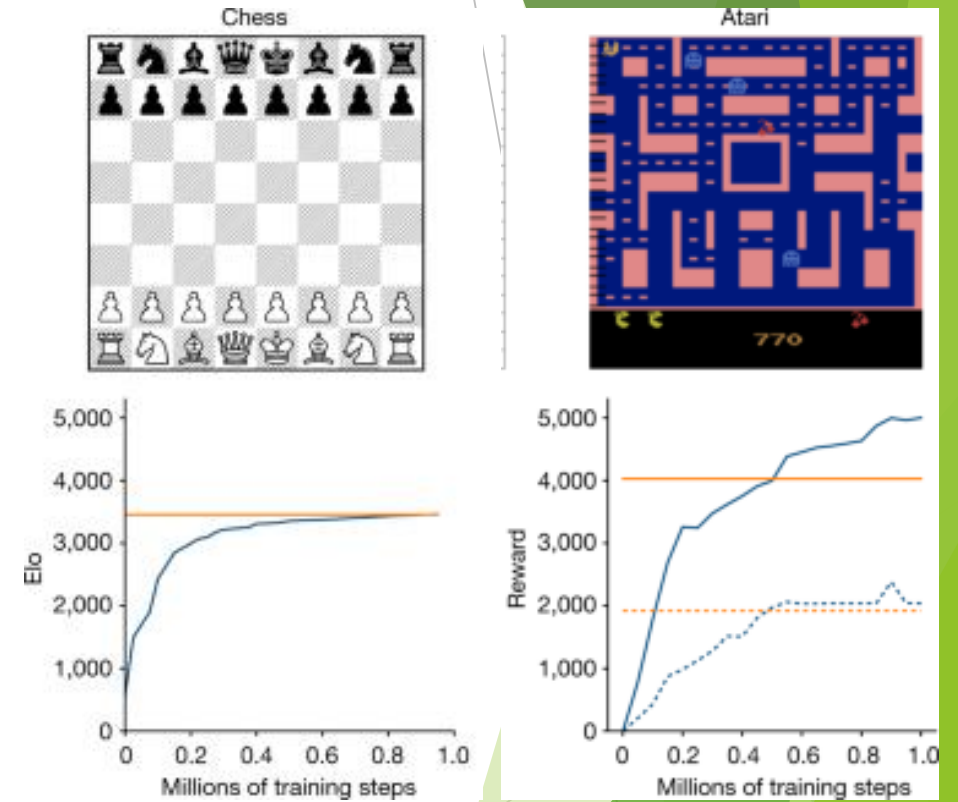 Chess
Atari
770
5,000
4,000
3,000
2,000
1,000
0
Elo
0 0.2 0.4 0.6 0.8 1.0
Millions of training steps
5,000
4,000
3,000
2,000
1,000
0
Reward
0 0.2 0.4 0.6 0.8 1.0
Millions of training steps